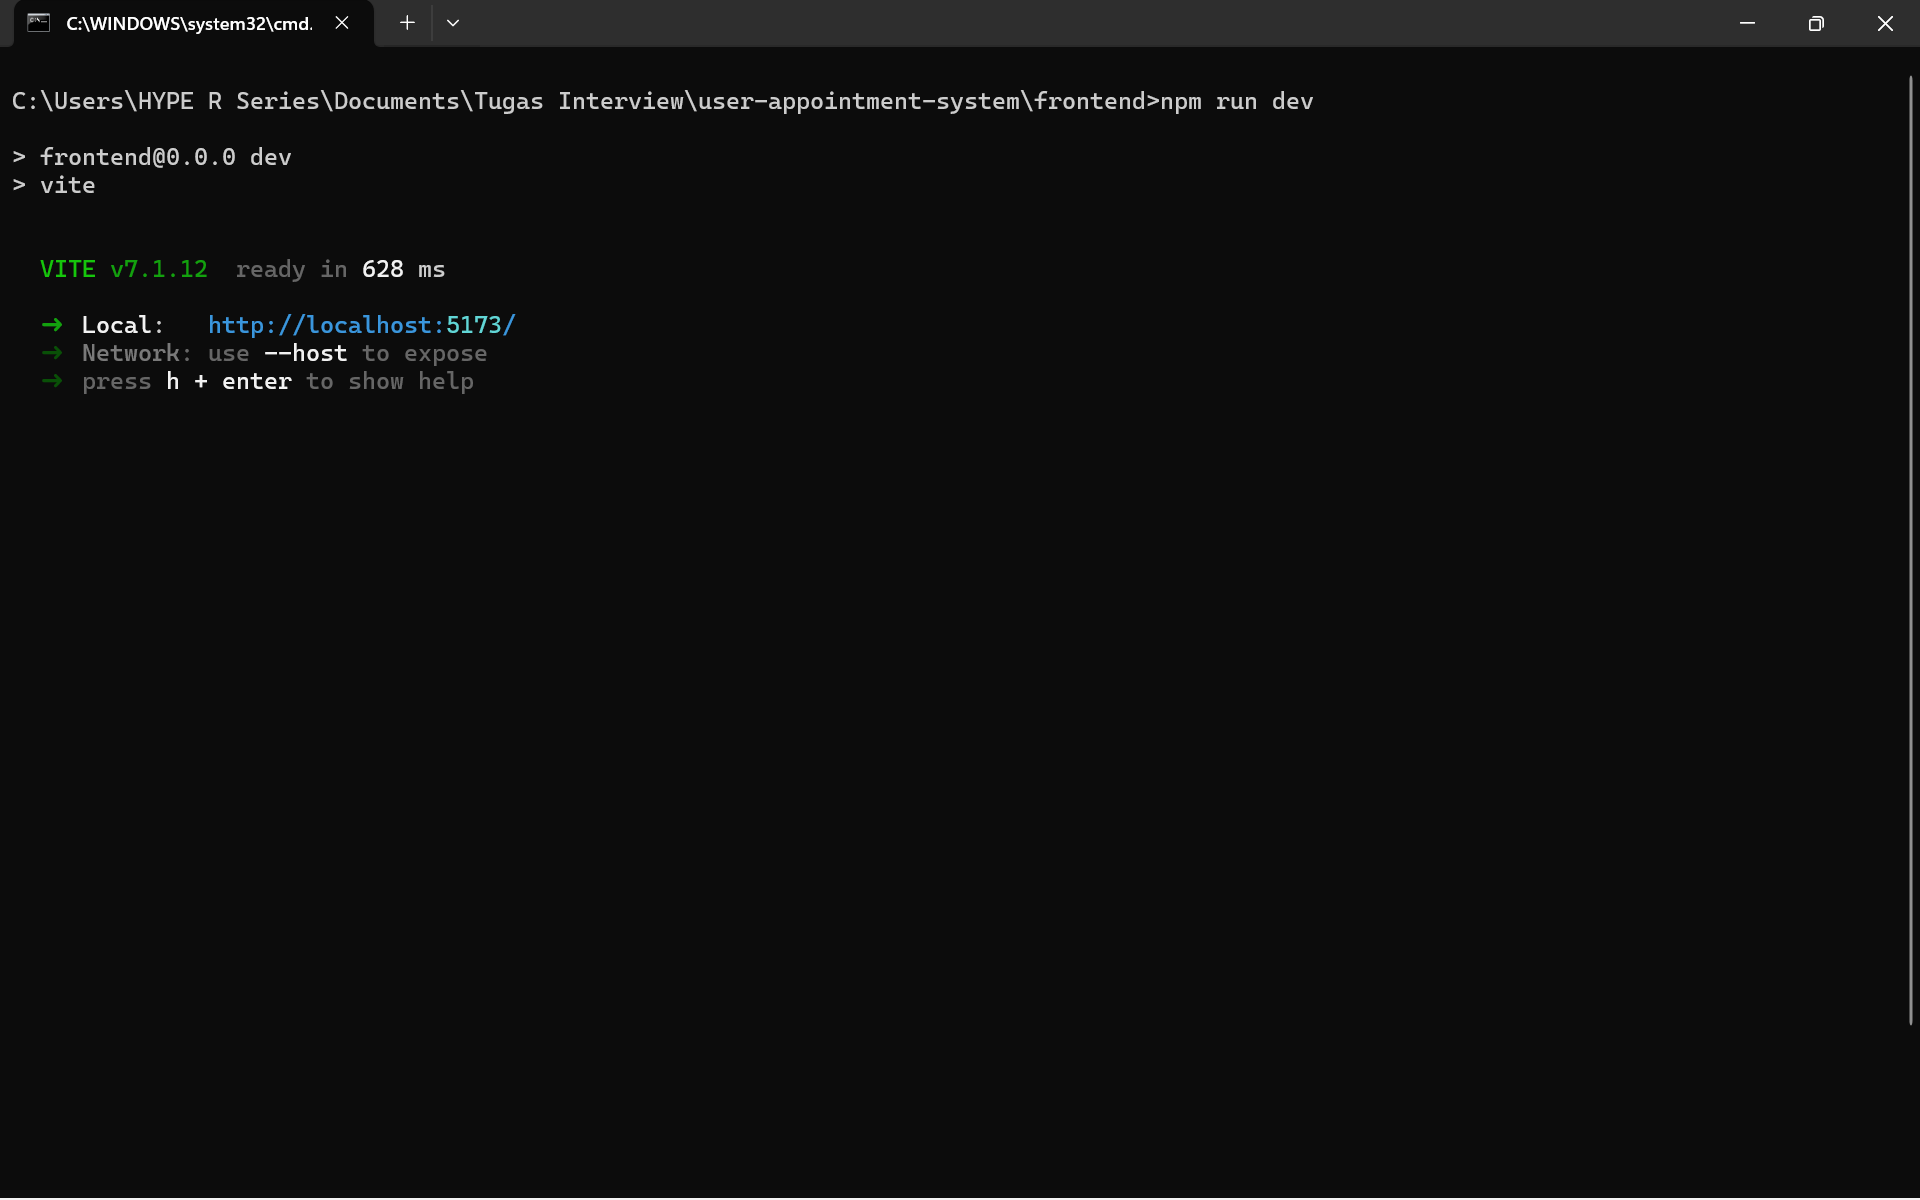 C:\WINDOWS\system32\cmd.
C:\Users\HYPE R Series\Documents\Tugas Interview\user-appointment-system\frontend>npm run dev
> frontend@0.0.0 dev
> vite
VITE v7.1.12  ready in 628 ms
➜  Local:   http://localhost:5173/
➜  Network: use --host to expose
➜  press h + enter to show help